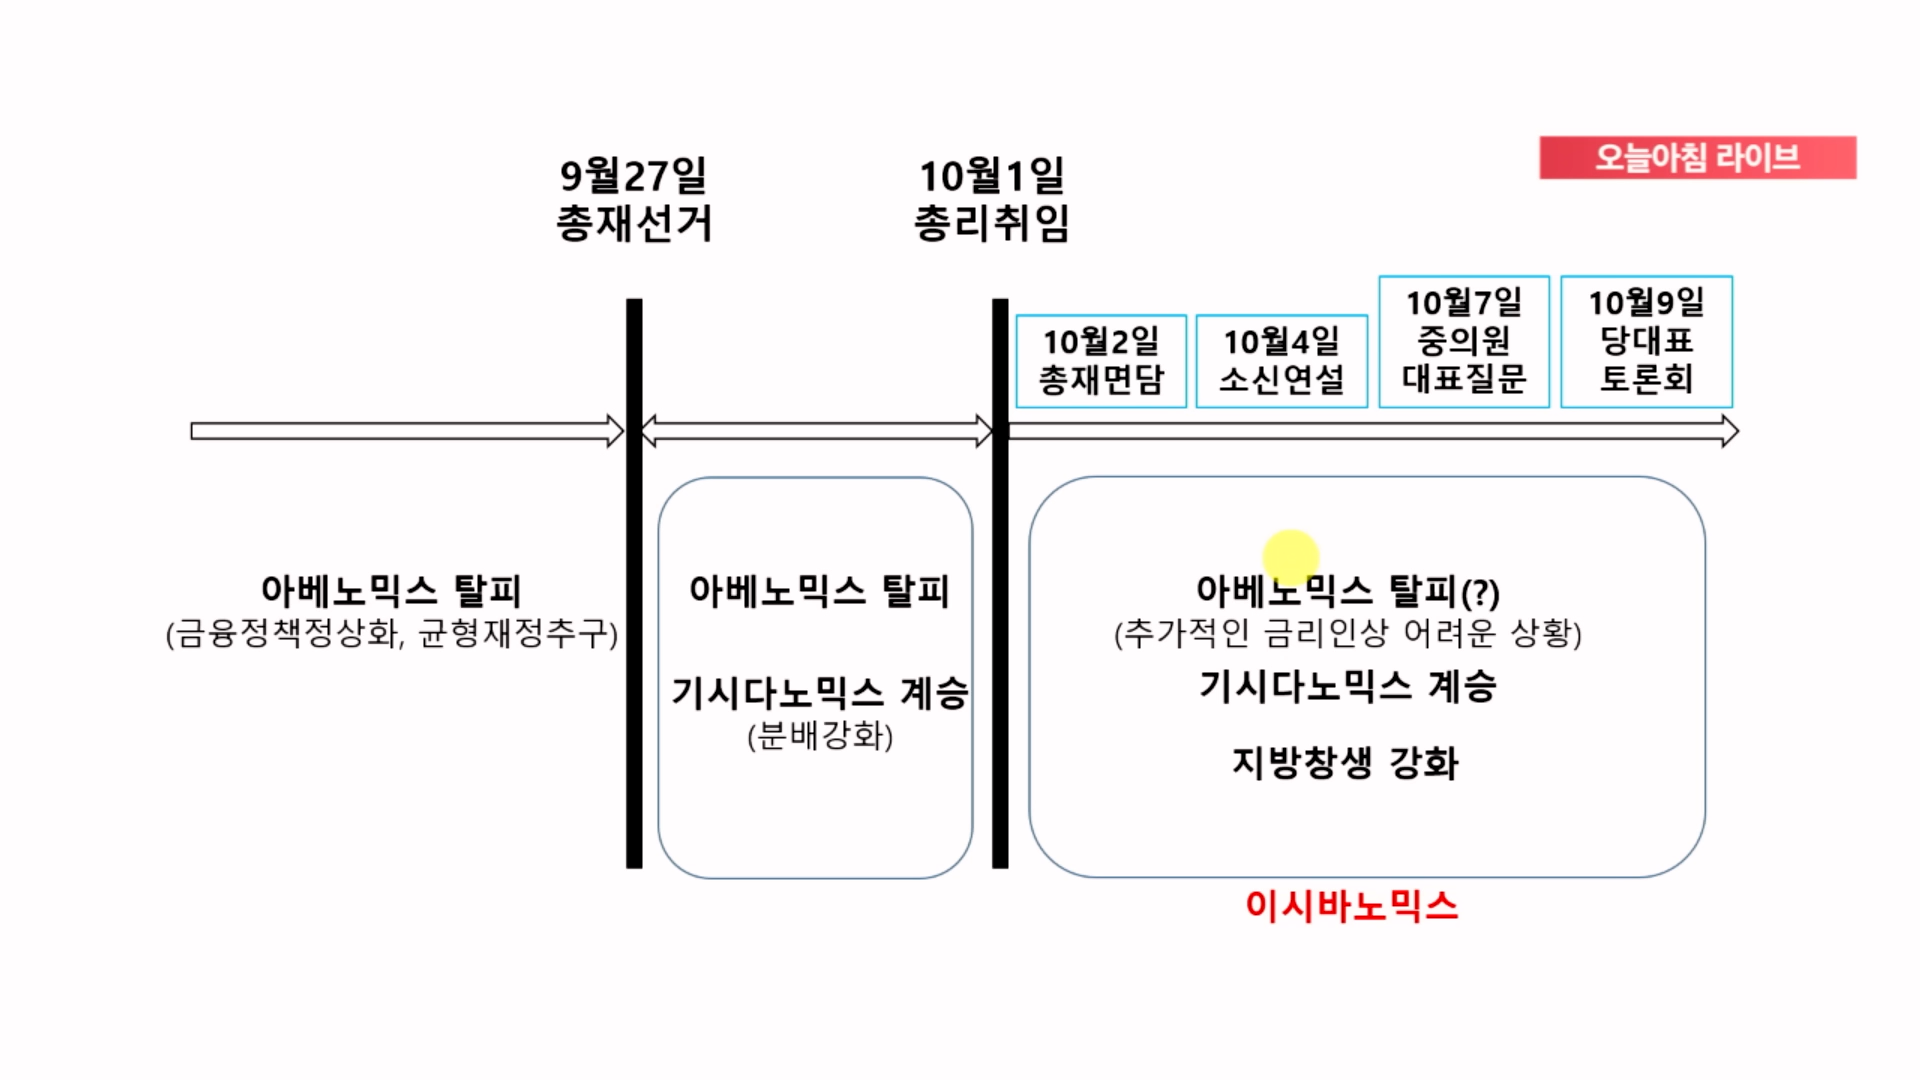 오늘아침 라이브
9월27일
총재선거
10월1일
총리취임
10월2일
총재면담
10월4일
소신연설
10월7일
중의원
대표질문
10월9일
당대표
토론회
아베노믹스 탈피
(금융정책정상화, 균형재정추구)
아베노믹스 탈피
기시다노믹스 계승
(분배강화)
아베노믹스 탈피(?)
(추가적인 금리인상 어려운 상황)
기시다노믹스 계승
지방창생 강화
이시바노믹스